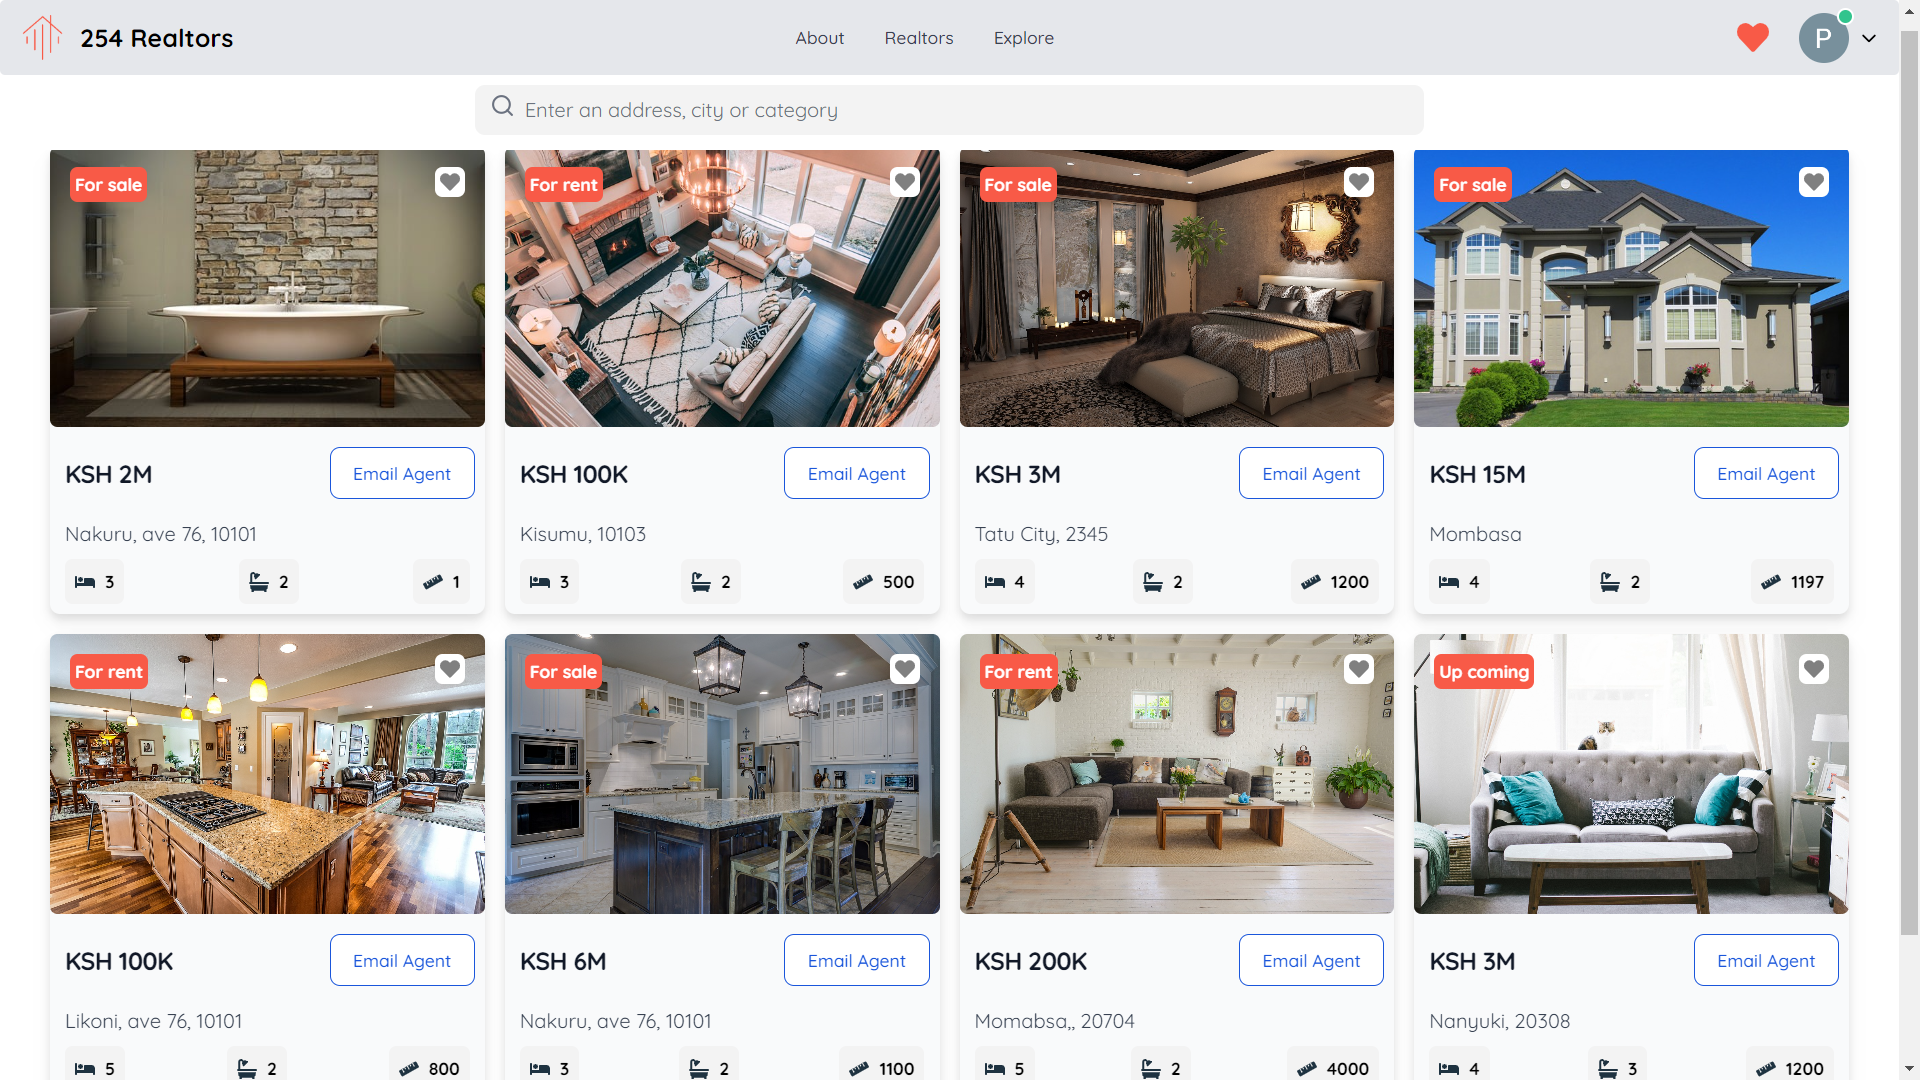 254 Realtors
About
Realtors
Explore
P
Enter an address, city or category
For sale
For rent
For sale
For sale
KSH 2M
Email Agent
KSH 100K
Email Agent
KSH 3M
Email Agent
KSH 15M
Email Agent
Nakuru, ave 76, 10101
Kisumu, 10103
Tatu City, 2345
Mombasa
3
2
1
3
2
500
4
2
1200
4
2
1197
For rent
For sale
For rent
Up coming
KSH 100K
Email Agent
KSH 6M
Email Agent
KSH 200K
Email Agent
KSH 3M
Email Agent
Likoni, ave 76, 10101
Nakuru, ave 76, 10101
Momabsa,, 20704
Nanyuki, 20308
5
2
800
3
2
1100
5
2
4000
4
3
1200